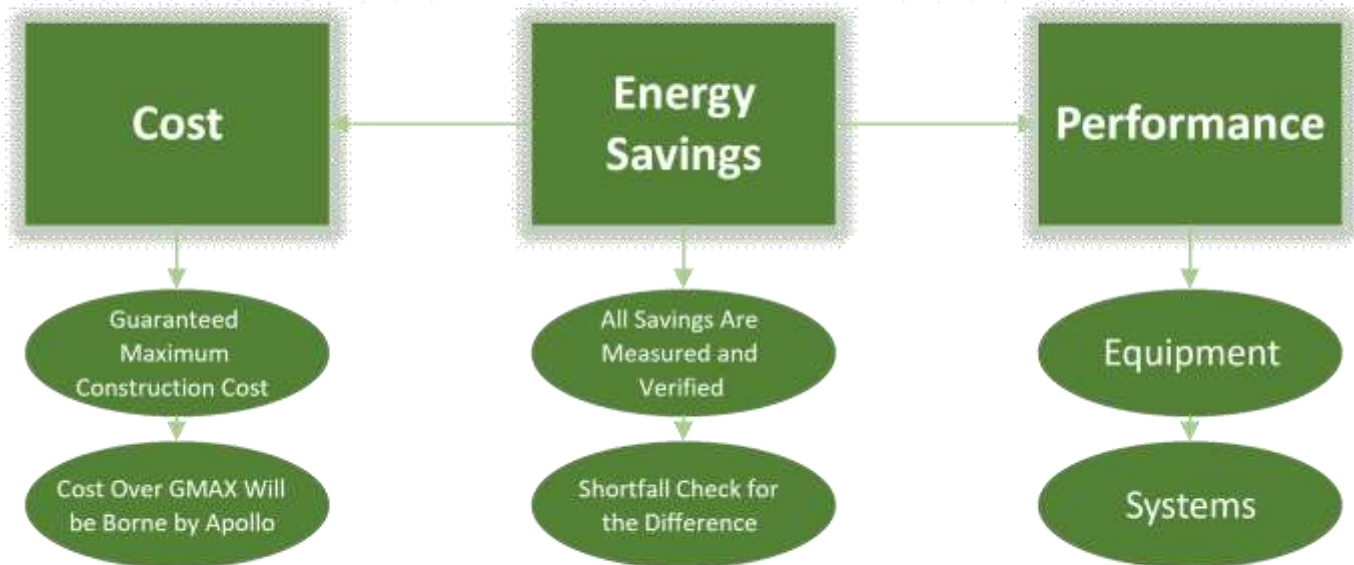 Cost
Energy
Savings
Performance
Guaranteed
Maximum
Construction Cost
All Savings Are
Measured and
Verified
Equipment
Cost Over GMAX Will
be Borne by Apollo
Shortfall Check for
the Difference
Systems